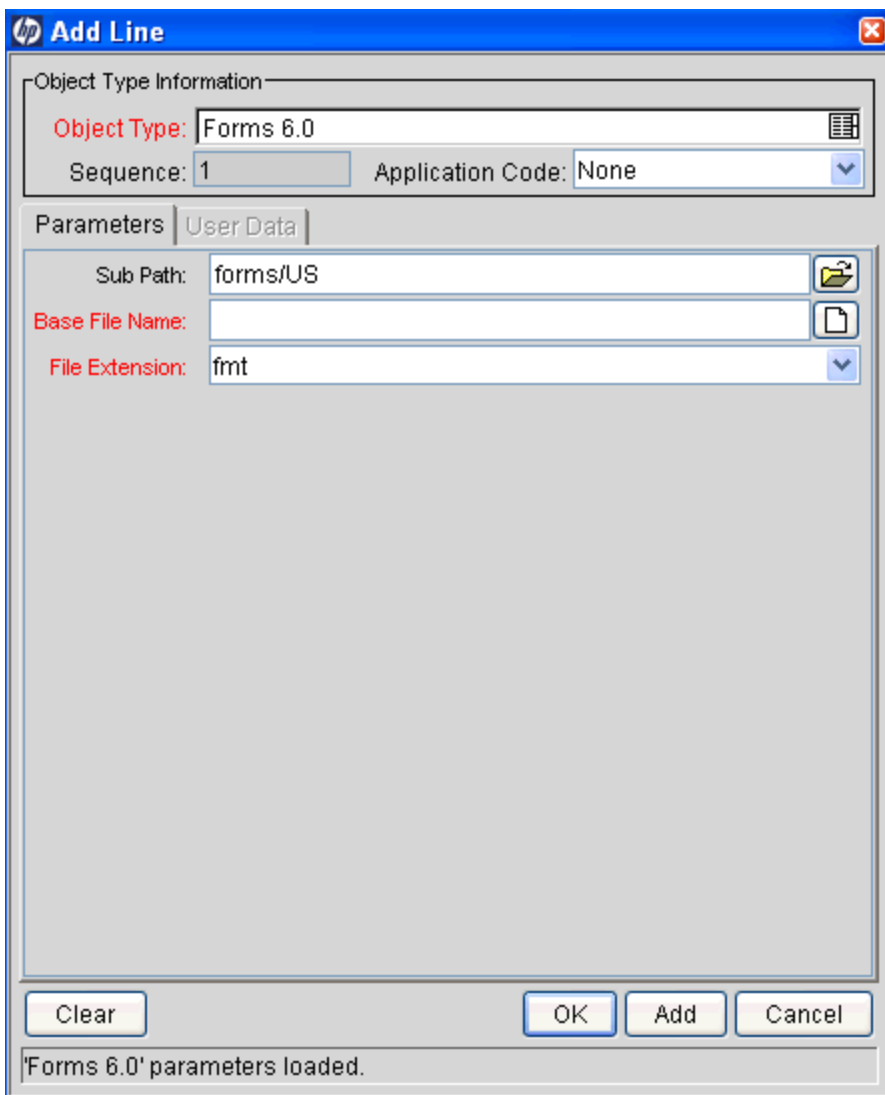 hp Add Line
Object Type Information
Object Type: Forms 6.0
Sequence: 1 Application Code: None
Parameters User Data
Sub Path: forms/US
Base File Name:
File Extension: fmt
Clear OK Add Cancel
'Forms 6.0' parameters loaded.